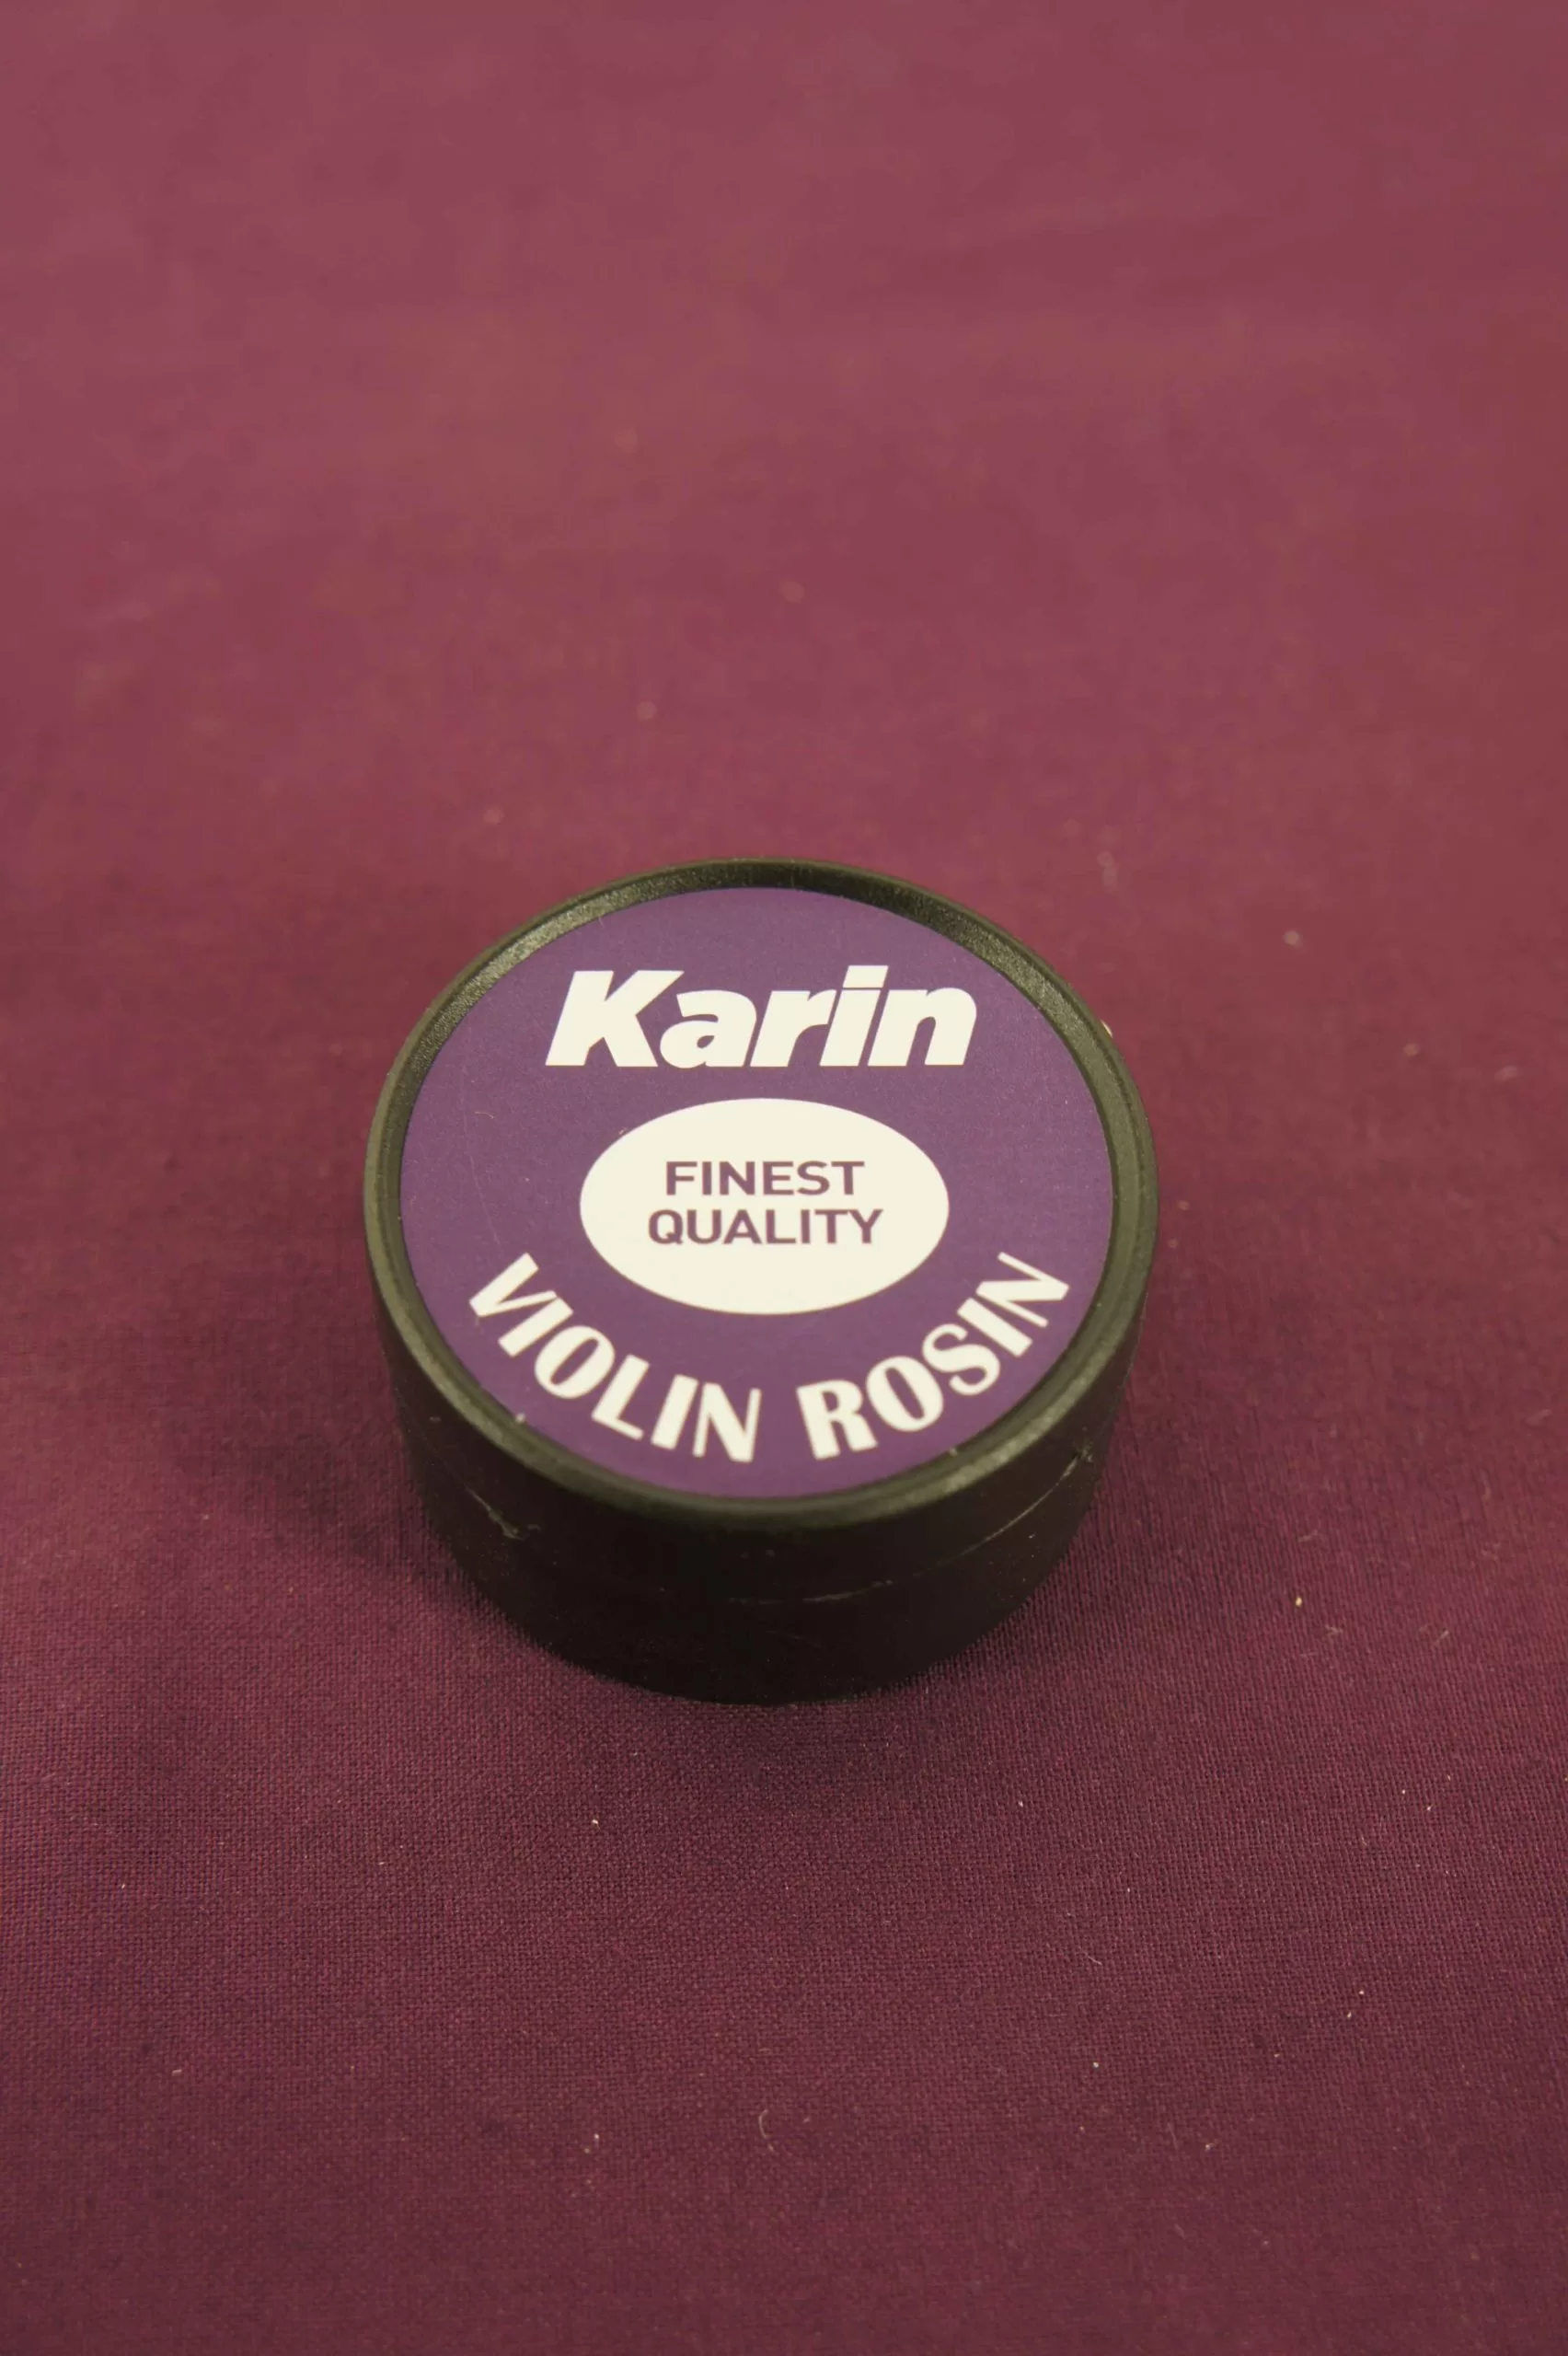 Karin
FINEST
QUALITY
VIOLIN ROSIN